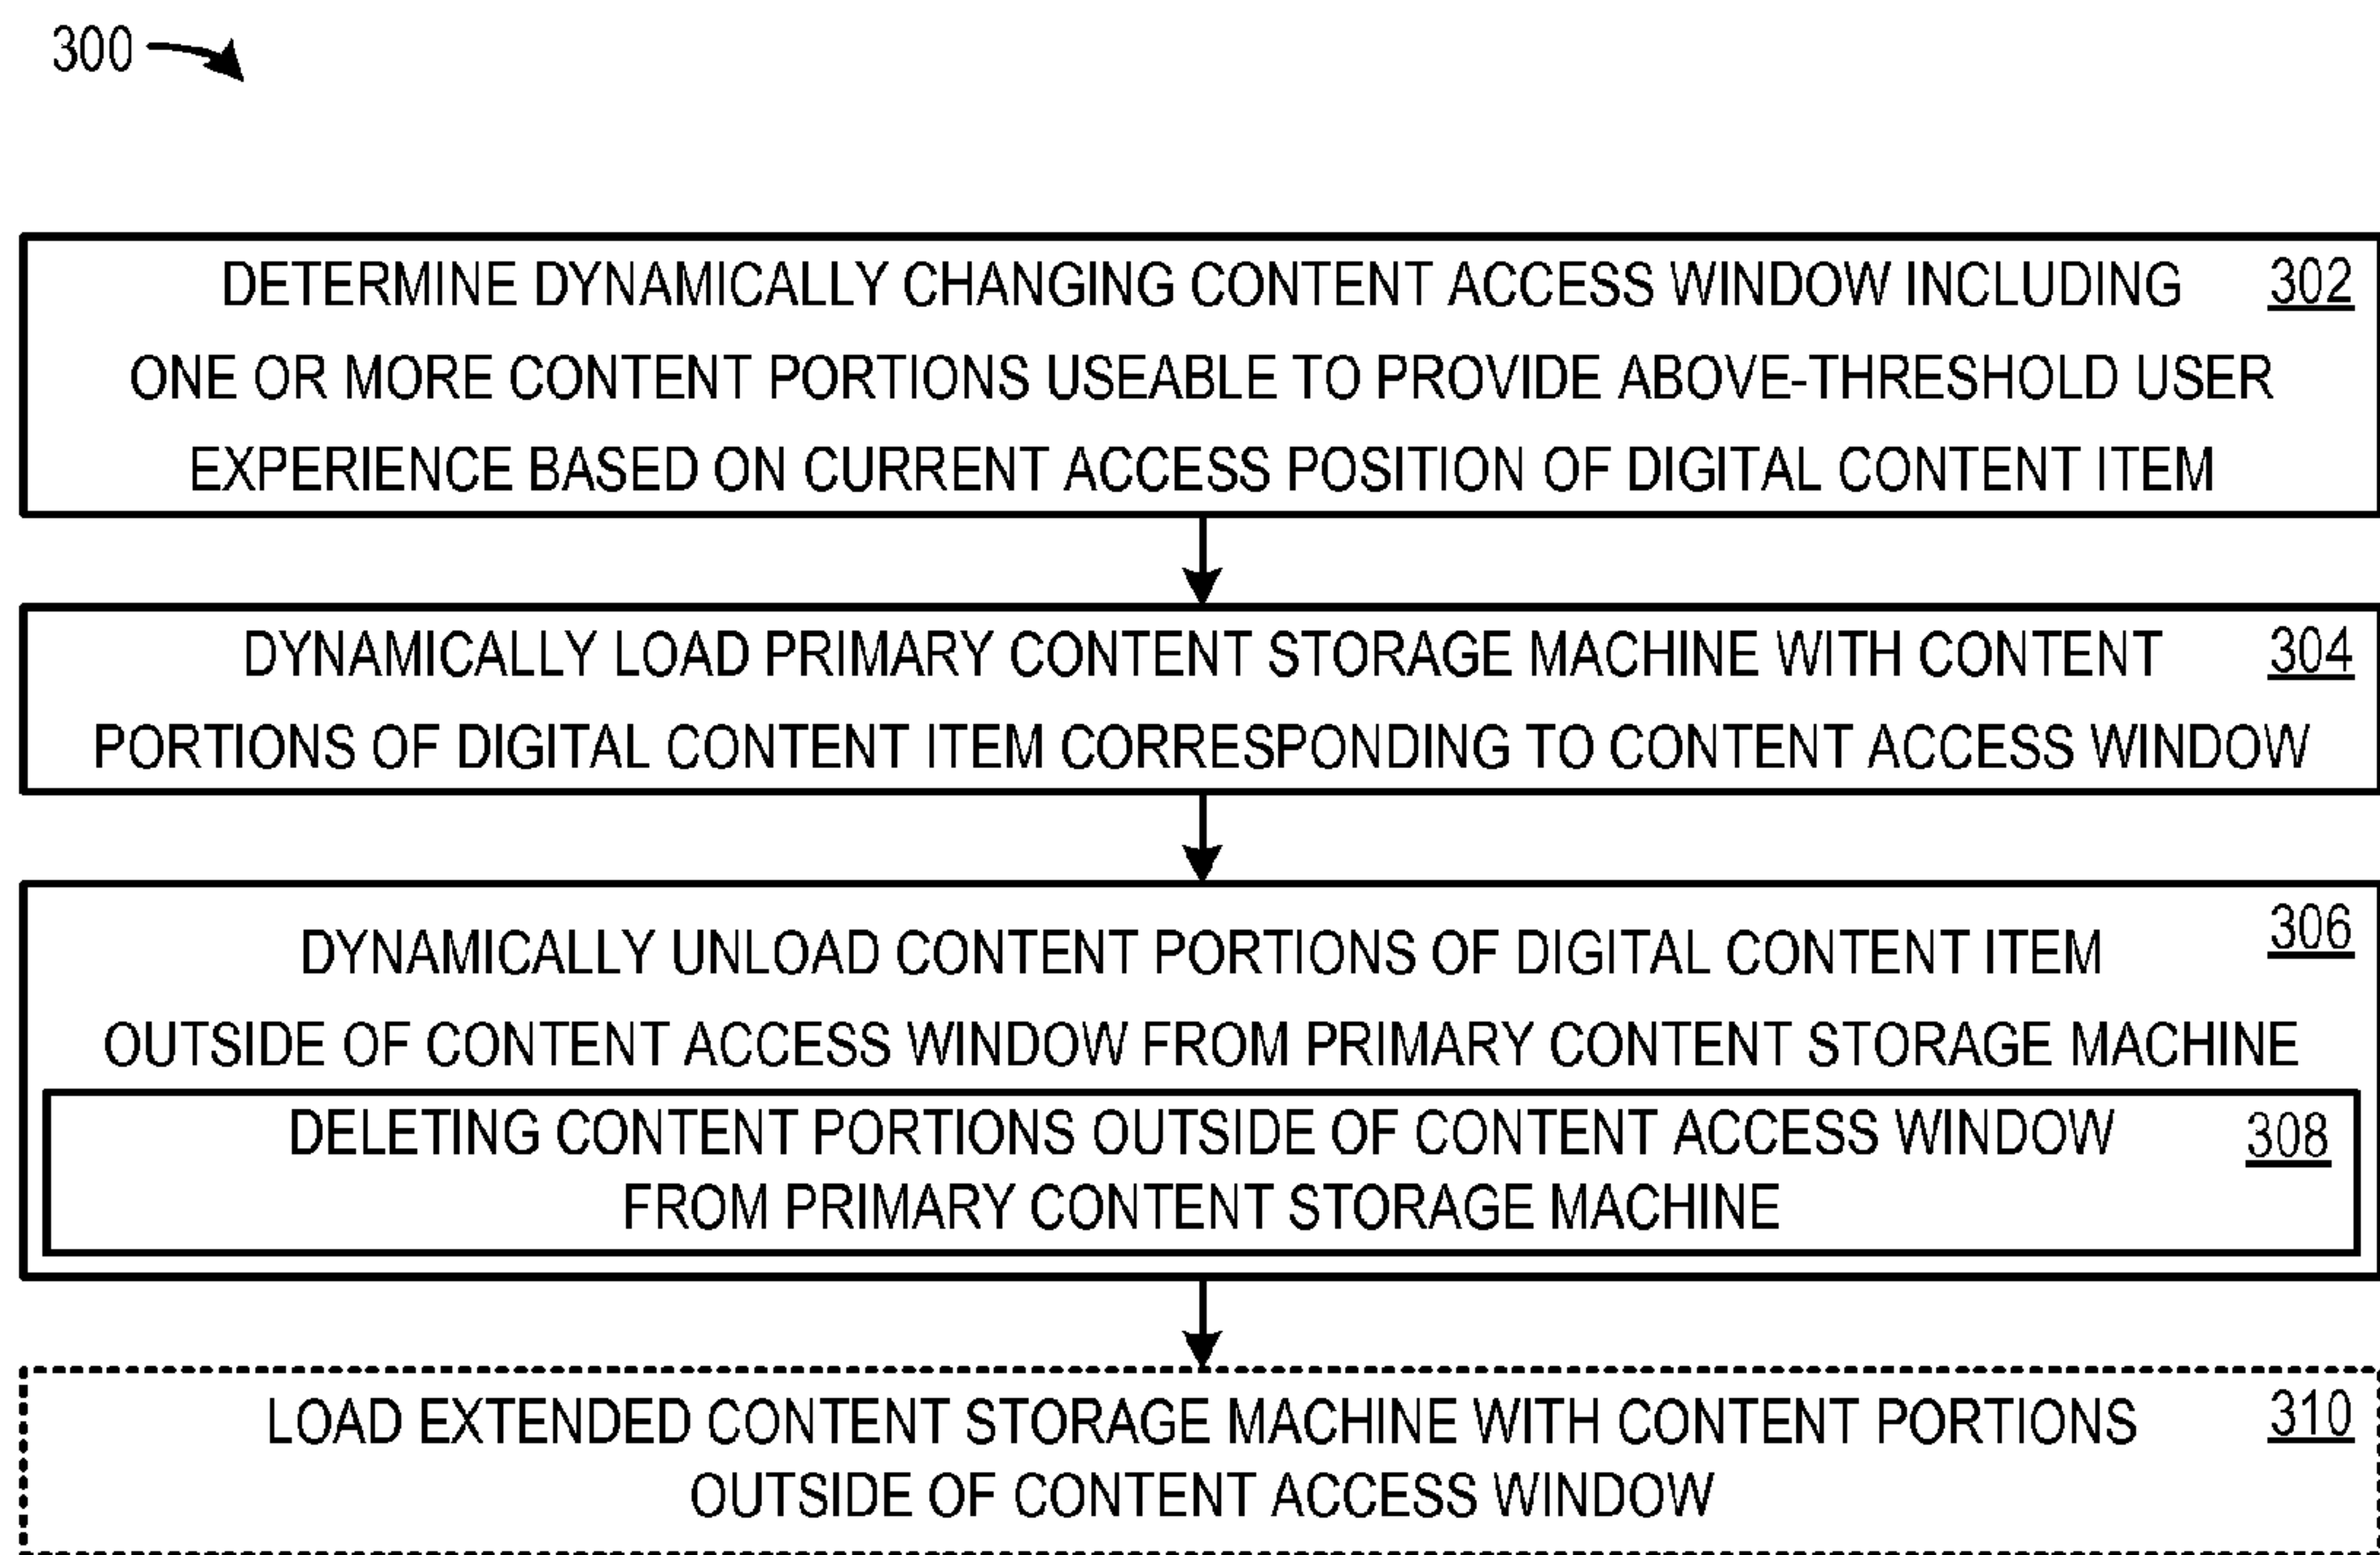 300
DETERMINE DYNAMICALLY CHANGING CONTENT ACCESS WINDOW INCLUDING 302
ONE OR MORE CONTENT PORTIONS USEABLE TO PROVIDE ABOVE-THRESHOLD USER
EXPERIENCE BASED ON CURRENT ACCESS POSITION OF DIGITAL CONTENT ITEM
DYNAMICALLY LOAD PRIMARY CONTENT STORAGE MACHINE WITH CONTENT 304
PORTIONS OF DIGITAL CONTENT ITEM CORRESPONDING TO CONTENT ACCESS WINDOW
306
DYNAMICALLY UNLOAD CONTENT PORTIONS OF DIGITAL CONTENT ITEM
OUTSIDE OF CONTENT ACCESS WINDOW FROM PRIMARY CONTENT STORAGE MACHINE
DELETING CONTENT PORTIONS OUTSIDE OF CONTENT ACCESS WINDOW 308
FROM PRIMARY CONTENT STORAGE MACHINE
LOAD EXTENDED CONTENT STORAGE MACHINE WITH CONTENT PORTIONS 310
OUTSIDE OF CONTENT ACCESS WINDOW